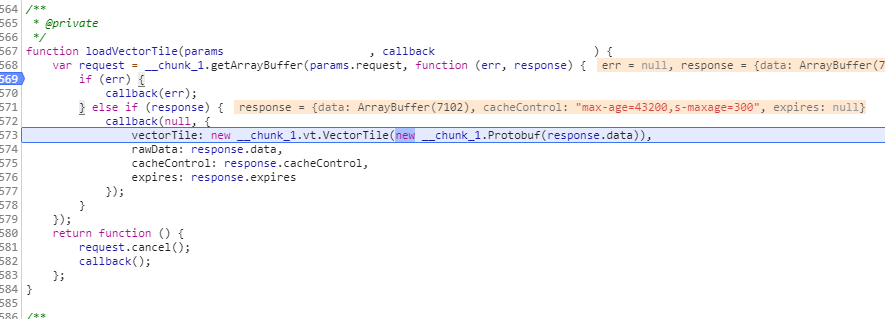 564 /**
565 * @private
566 */
567 function loadVectorTile(params , callback ) {
568 var request = __chunk_1.getArrayBuffer(params.request, function (err, response) { err = null, response = {data: ArrayBuffer(7
569 if (err) {
570 callback(err);
571 } else if (response) { response = {data: ArrayBuffer(7102), cacheControl: "max-age=43200,s-maxage=300", expires: null}
572 callback(null, {
573 vectorTile: new __chunk_1.vt.VectorTile(new __chunk_1.Protobuf(response.data)),
574 rawData: response.data,
575 cacheControl: response.cacheControl,
576 expires: response.expires
577 });
578 }
579 });
580 return function () {
581 request.cancel();
582 callback();
583 };
584 }
585
586 /**